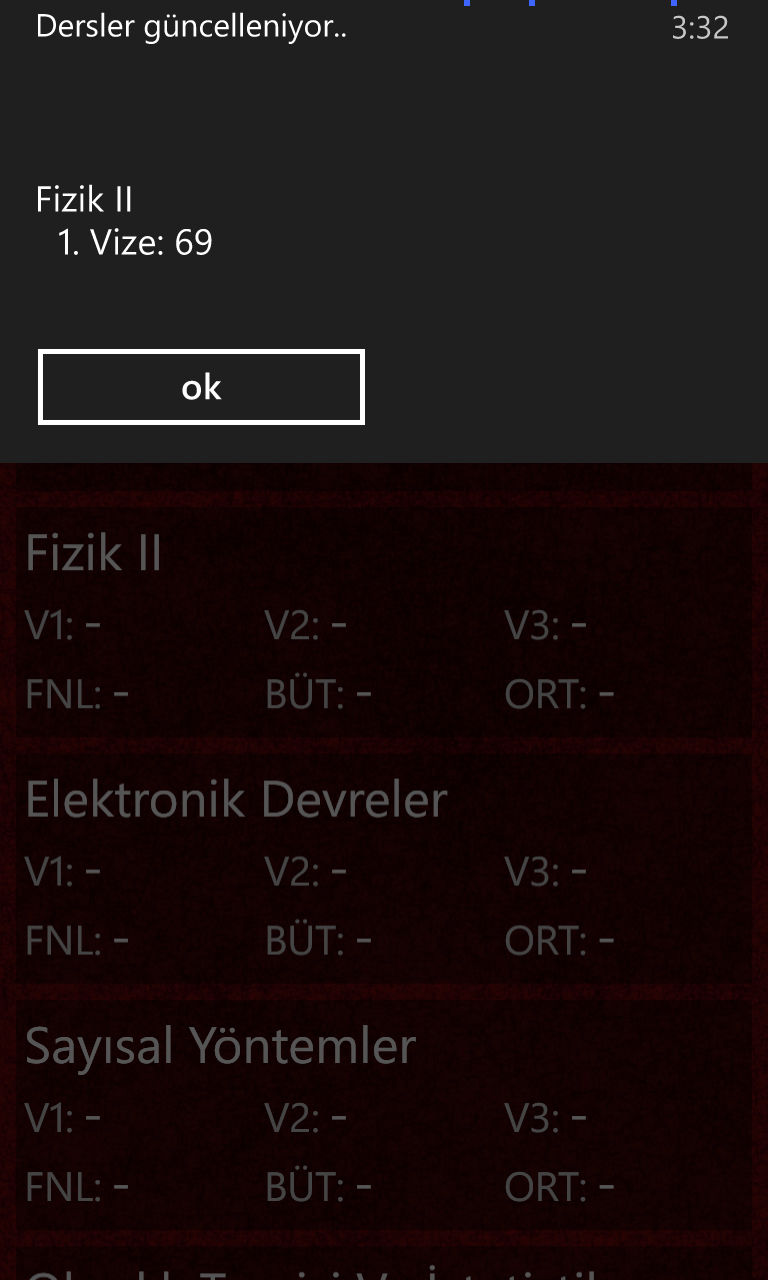 Dersler güncelleniyor..
3:32
Fizik II
1. Vize: 69
ok
Fizik II
V1: - V2: - V3: -
FNL: - BÜT: - ORT: -
Elektronik Devreler
V1: - V2: - V3: -
FNL: - BÜT: - ORT: -
Sayısal Yöntemler
V1: - V2: - V3: -
FNL: - BÜT: - ORT: -